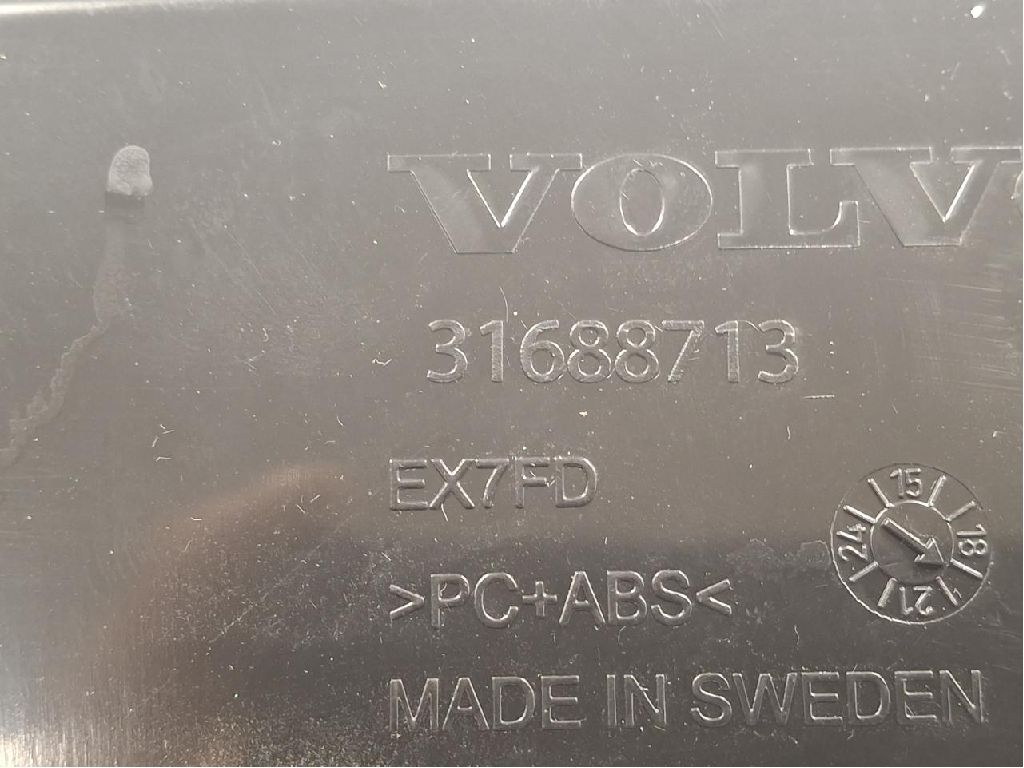 VOLV
31688713
EX7FD
>PC+ABS<
MADE IN SWEDEN
15
18
21
24